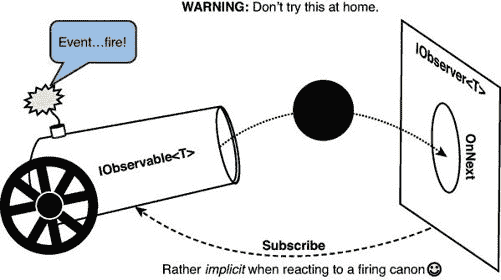 WARNING: Don't try this at home.
Event…fire!
IObservable<T>
IObserver<T>
OnNext
Subscribe
Rather implicit when reacting to a firing canon